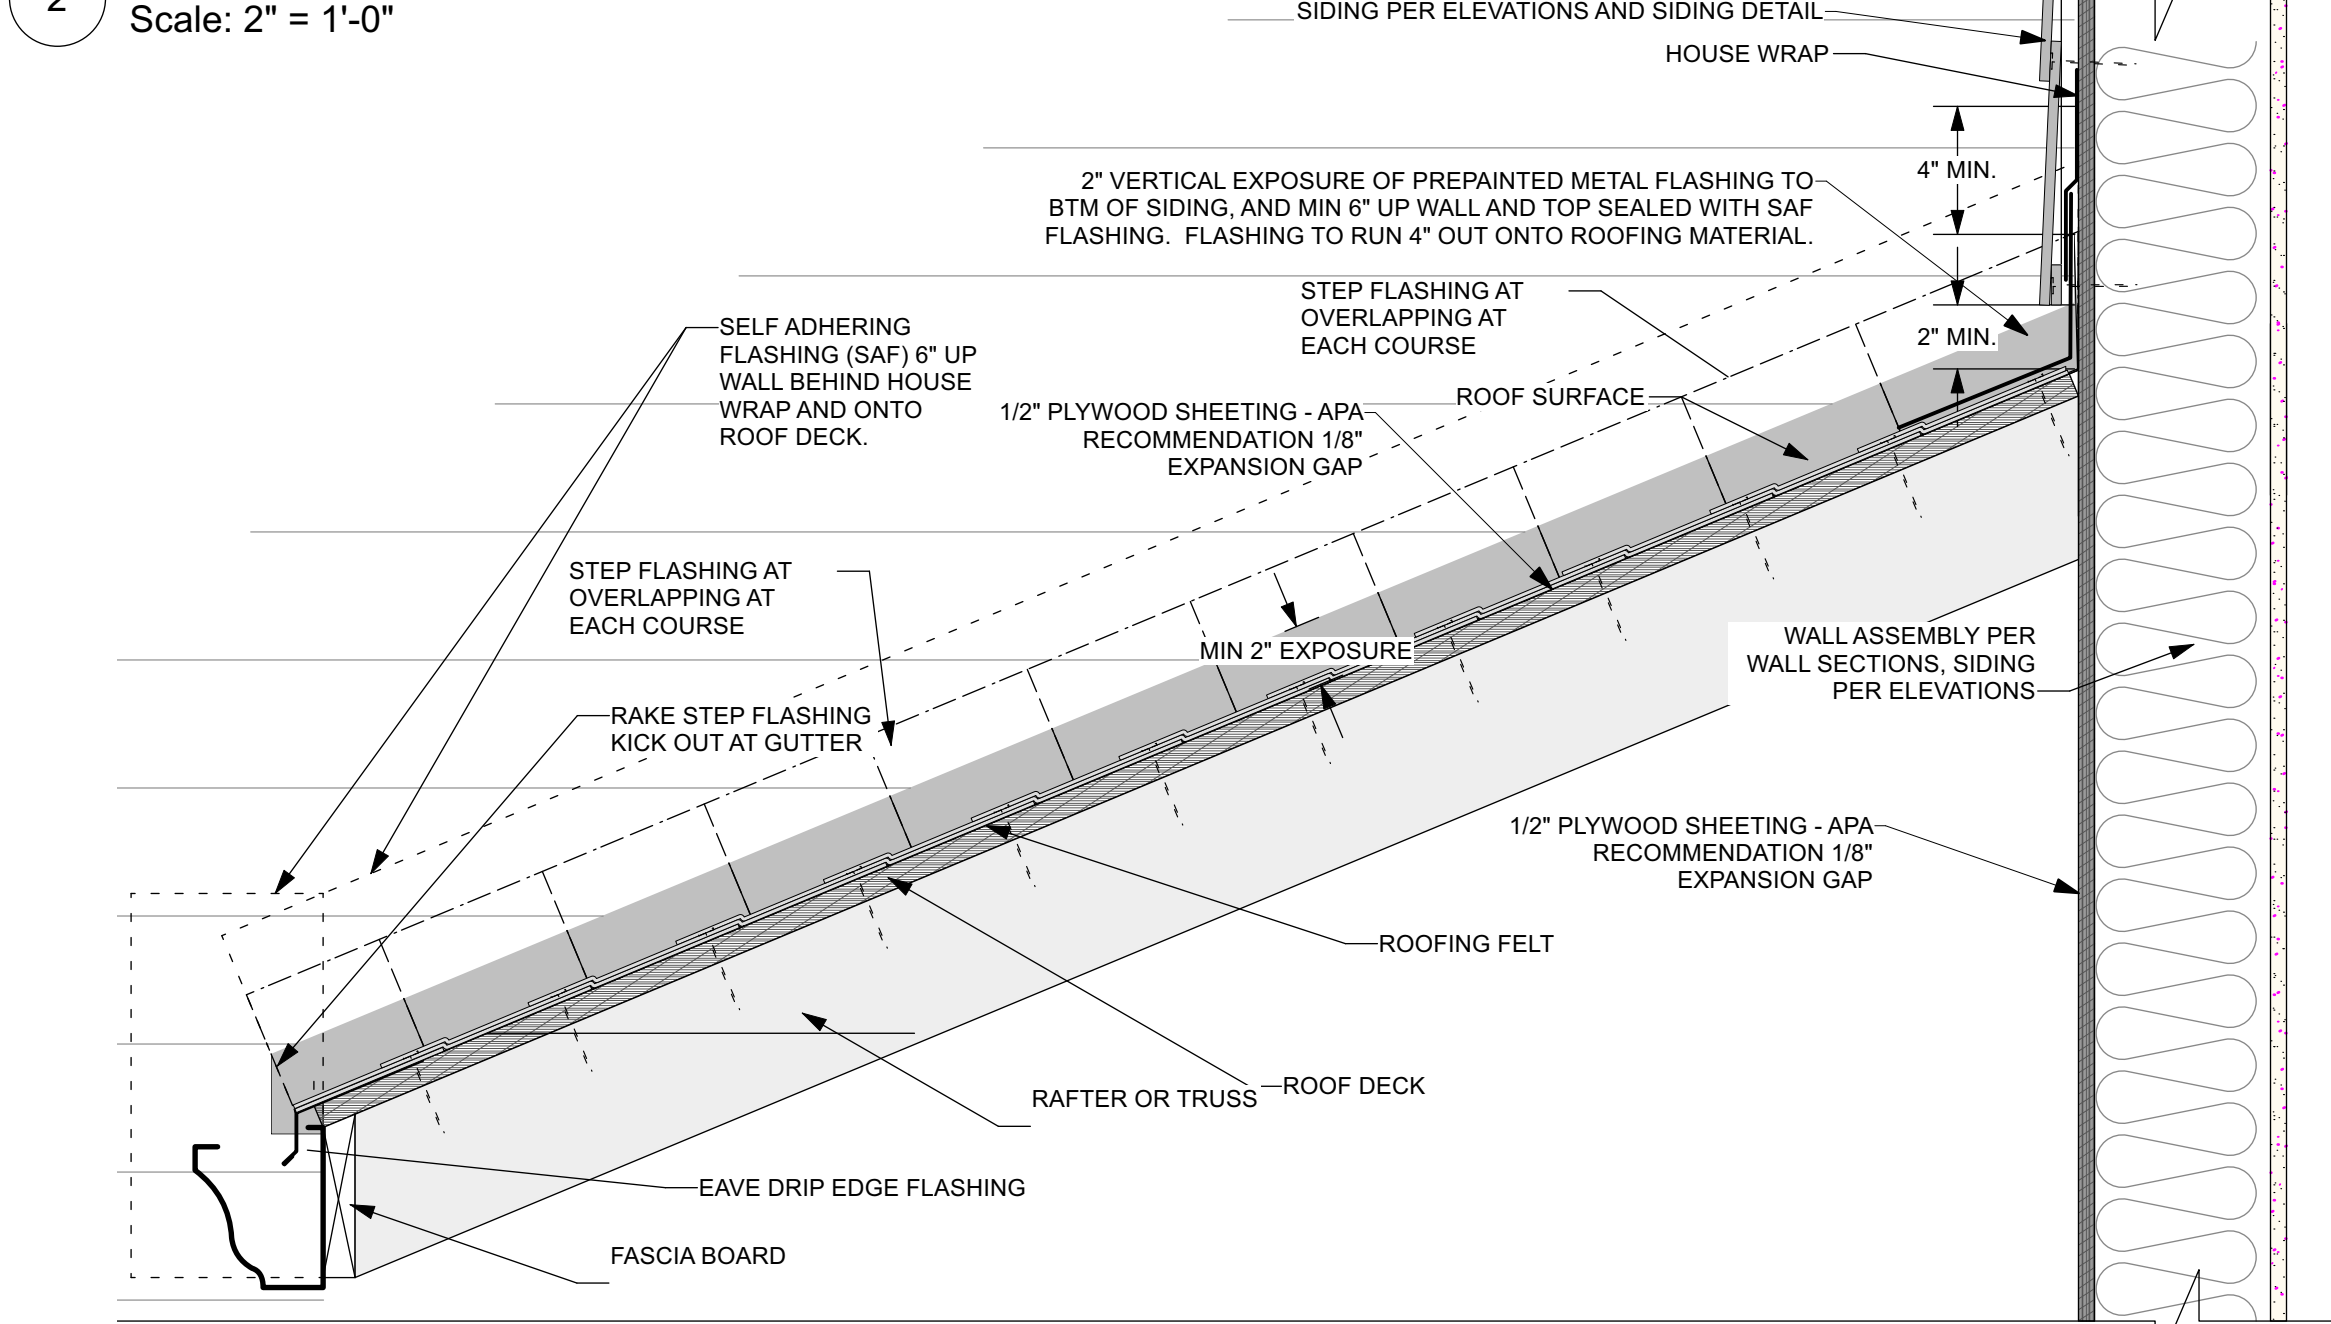 2
Scale: 2" = 1'-0"
SIDING PER ELEVATIONS AND SIDING DETAIL
HOUSE WRAP
4" MIN.
2" VERTICAL EXPOSURE OF PREPAINTED METAL FLASHING TO
BTM OF SIDING, AND MIN 6" UP WALL AND TOP SEALED WITH SAF
FLASHING. FLASHING TO RUN 4" OUT ONTO ROOFING MATERIAL.
STEP FLASHING AT
OVERLAPPING AT
EACH COURSE
2" MIN.
SELF ADHERING
FLASHING (SAF) 6" UP
WALL BEHIND HOUSE
WRAP AND ONTO
ROOF DECK.
ROOF SURFACE
1/2" PLYWOOD SHEETING - APA
RECOMMENDATION 1/8"
EXPANSION GAP
STEP FLASHING AT
OVERLAPPING AT
EACH COURSE
MIN 2" EXPOSURE
WALL ASSEMBLY PER
WALL SECTIONS, SIDING
PER ELEVATIONS
RAKE STEP FLASHING
KICK OUT AT GUTTER
1/2" PLYWOOD SHEETING - APA
RECOMMENDATION 1/8"
EXPANSION GAP
ROOFING FELT
ROOF DECK
RAFTER OR TRUSS
EAVE DRIP EDGE FLASHING
FASCIA BOARD